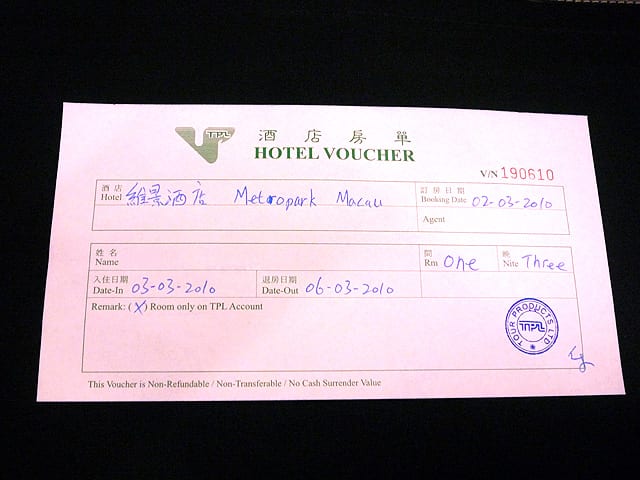 TPL 酒店房單
HOTEL VOUCHER
V/N 190610
酒店 維景酒店 Metropark Macau 訂房日期
Hotel Booking Date 02-03-2010
Agent
姓名 間 晚
Name Rm One Nite Three
入住日期 退房日期
Date-In 03-03-2010 Date-Out 06-03-2010
Remark: (X) Room only on TPL Account
TOUR PRODUCTS LTD
TPL
This Voucher is Non-Refundable / Non-Transferable / No Cash Surrender Value